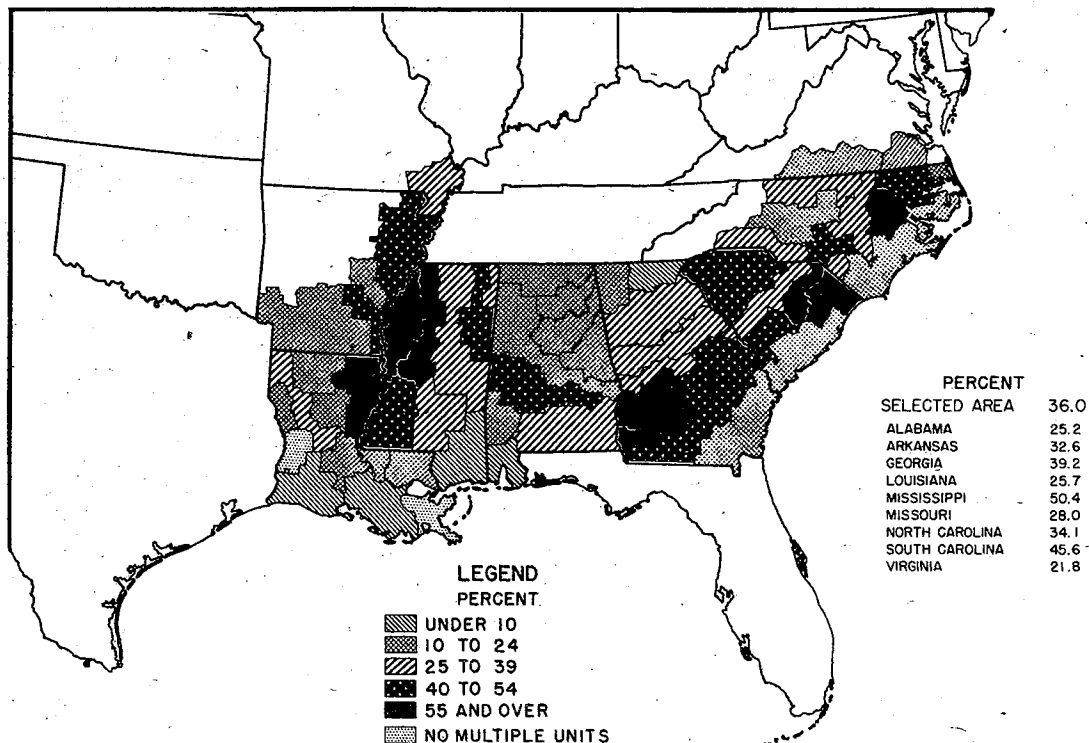 PERCENT
SELECTED AREA 36.0
ALABAMA 25.2
ARKANSAS 32.6
GEORGIA 39.2
LOUISIANA 25.7
MISSISSIPPI 50.4
MISSOURI 28.0
NORTH CAROLINA 34.1
SOUTH CAROLINA 45.6
VIRGINIA 21.8
LEGEND
PERCENT
UNDER 10
10 TO 24
25 TO 39
40 TO 54
55 AND OVER
NO MULTIPLE UNITS